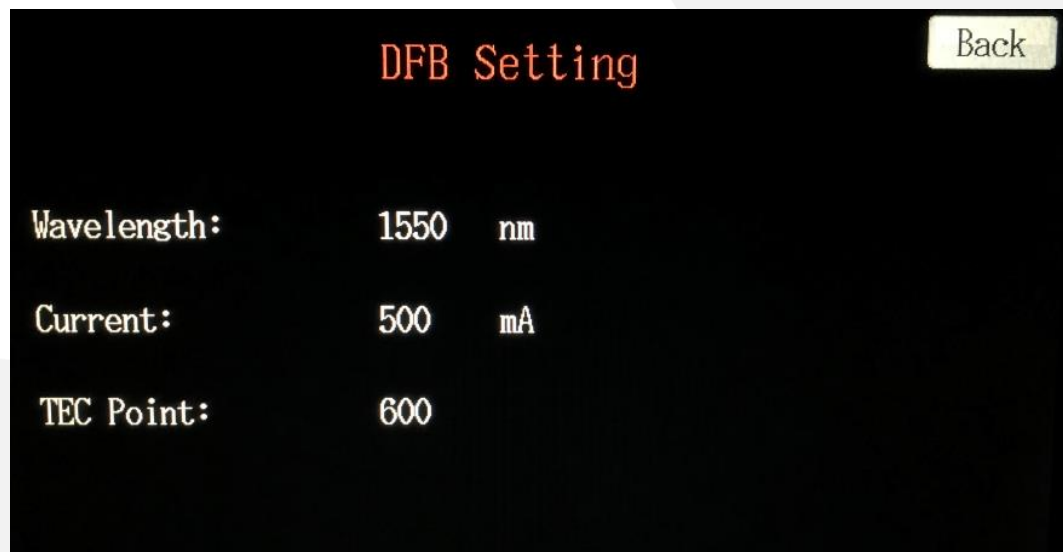 Back
DFB Setting
Wavelength: 1550 nm
Current: 500 mA
TEC Point: 600